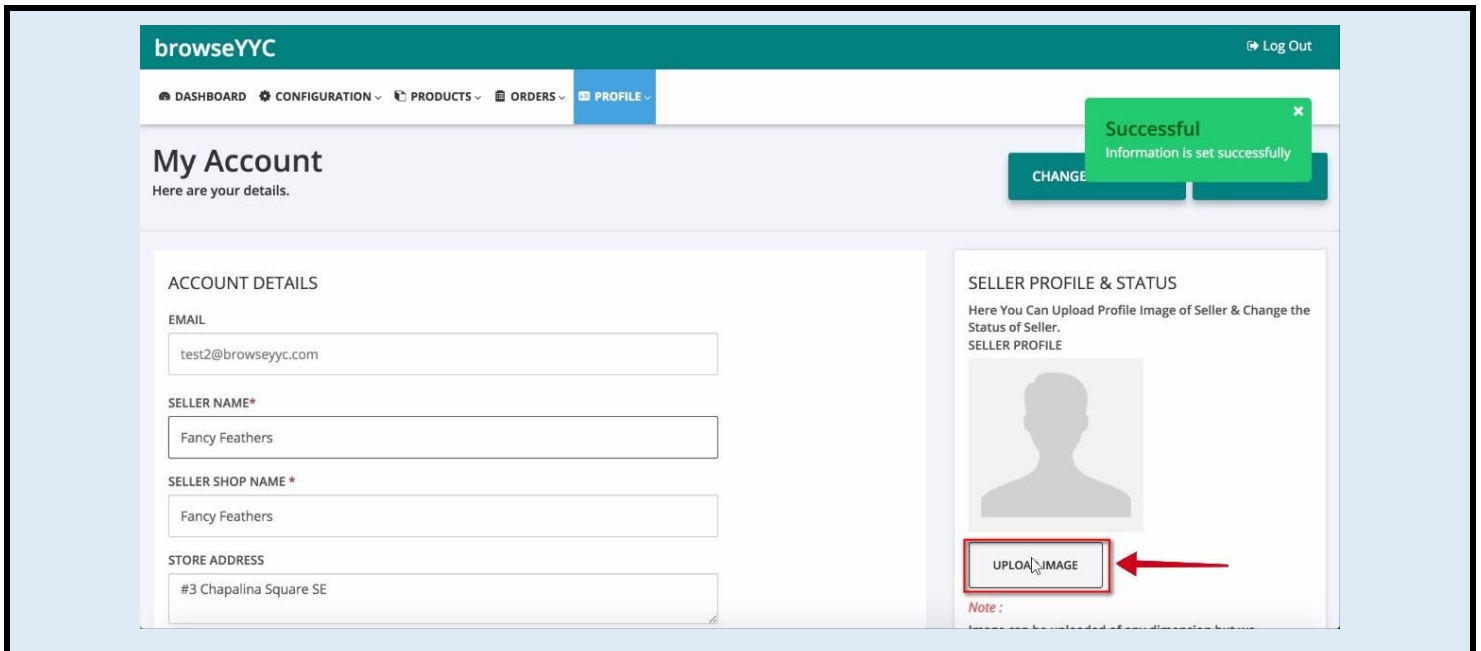 browseYYC
Log Out
DASHBOARD CONFIGURATION PRODUCTS ORDERS PROFILE
Successful
Information is set successfully
My Account
Here are your details.
CHANGE
ACCOUNT DETAILS
EMAIL
test2@browseyyc.com
SELLER NAME*
Fancy Feathers
SELLER SHOP NAME *
Fancy Feathers
STORE ADDRESS
#3 Chapalina Square SE
SELLER PROFILE & STATUS
Here You Can Upload Profile Image of Seller & Change the
Status of Seller.
SELLER PROFILE
UPLOAD IMAGE
Note :